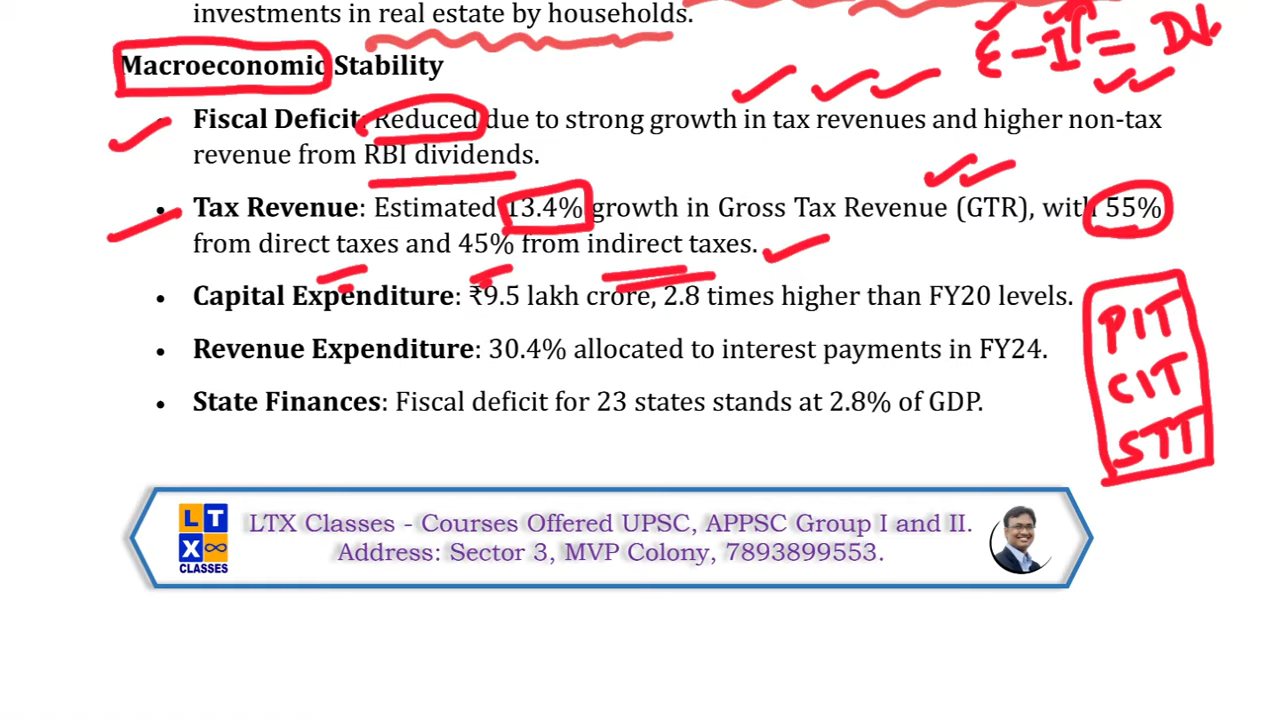 investments in real estate by households.
E - I↑ = D↓
Macroeconomic Stability
• Fiscal Deficit: Reduced due to strong growth in tax revenues and higher non-tax
revenue from RBI dividends.
• Tax Revenue: Estimated 13.4% growth in Gross Tax Revenue (GTR), with 55%
from direct taxes and 45% from indirect taxes.
• Capital Expenditure: ₹9.5 lakh crore, 2.8 times higher than FY20 levels.
• Revenue Expenditure: 30.4% allocated to interest payments in FY24.
• State Finances: Fiscal deficit for 23 states stands at 2.8% of GDP.
PIT
CIT
STT
LTX
CLASSES
LTX Classes - Courses Offered UPSC, APPSC Group I and II.
Address: Sector 3, MVP Colony, 7893899553.